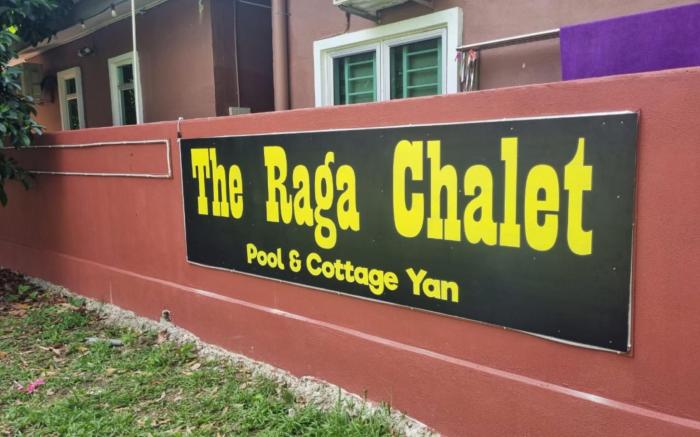 The Raga Chalet
Pool & Cottage Yan